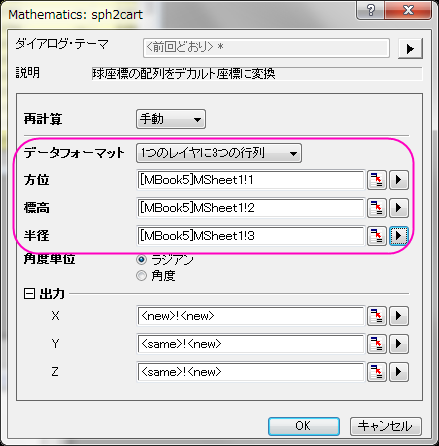 Mathematics: sph2cart
ダイアログ・テーマ <前回どおり> *
説明 球座標の配列をデカルト座標に変換
再計算 手動
データフォーマット 1つのレイヤに3つの行列
方位 [MBook5]MSheet1!1
標高 [MBook5]MSheet1!2
半径 [MBook5]MSheet1!3
角度単位 ラジアン
角度
出力
X <new>!<new>
Y <same>!<new>
Z <same>!<new>
OK キャンセル